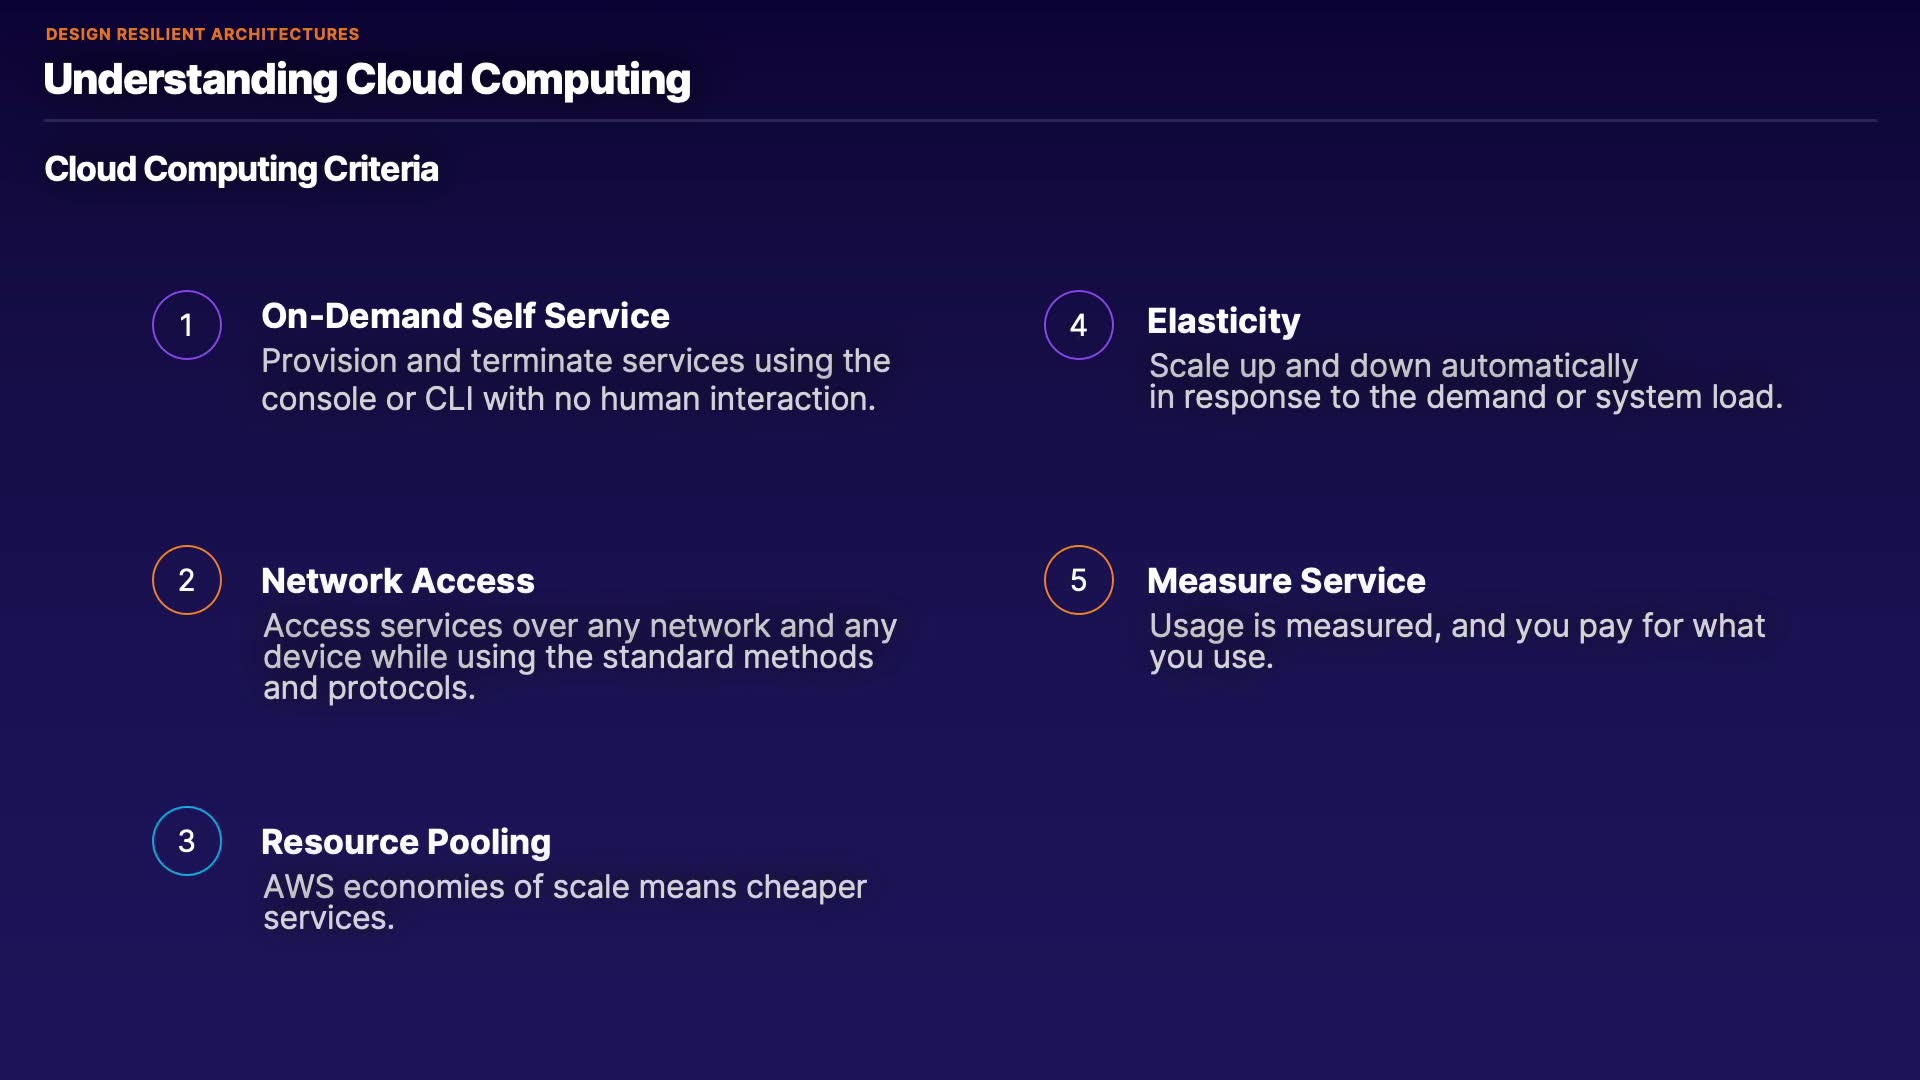 DESIGN RESILIENT ARCHITECTURES
Understanding Cloud Computing
Cloud Computing Criteria
1
On-Demand Self Service
Provision and terminate services using the
console or CLI with no human interaction.
2
Network Access
Access services over any network and any
device while using the standard methods
and protocols.
3
Resource Pooling
AWS economies of scale means cheaper
services.
4
Elasticity
Scale up and down automatically
in response to the demand or system load.
5
Measure Service
Usage is measured, and you pay for what
you use.